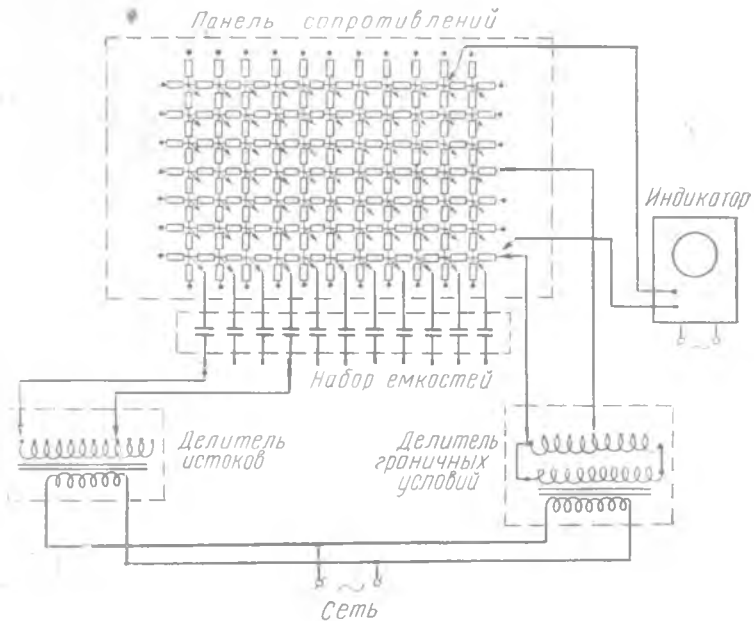 Панель сопротивлений
Индикатор
Набор емкостей
Делитель
истоков
Делитель
граничных
условий
Сеть